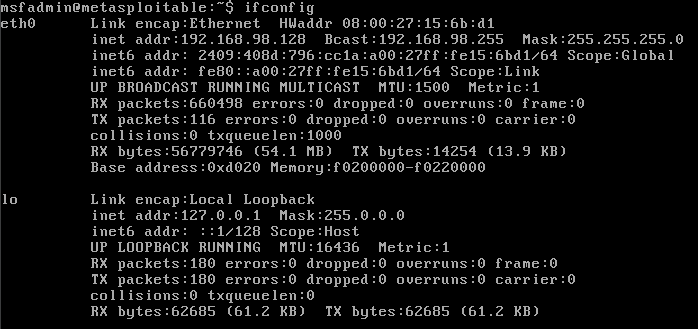 msfadmin@metasploitable:~$ ifconfig
eth0      Link encap:Ethernet  HWaddr 08:00:27:15:6b:d1
          inet addr:192.168.98.128  Bcast:192.168.98.255  Mask:255.255.255.0
          inet6 addr: 2409:408d:796:cc1a:a00:27ff:fe15:6bd1/64 Scope:Global
          inet6 addr: fe80::a00:27ff:fe15:6bd1/64 Scope:Link
          UP BROADCAST RUNNING MULTICAST  MTU:1500  Metric:1
          RX packets:660498 errors:0 dropped:0 overruns:0 frame:0
          TX packets:116 errors:0 dropped:0 overruns:0 carrier:0
          collisions:0 txqueuelen:1000
          RX bytes:56779746 (54.1 MB)  TX bytes:14254 (13.9 KB)
          Base address:0xd020 Memory:f0200000-f0220000
lo        Link encap:Local Loopback
          inet addr:127.0.0.1  Mask:255.0.0.0
          inet6 addr: ::1/128 Scope:Host
          UP LOOPBACK RUNNING  MTU:16436  Metric:1
          RX packets:180 errors:0 dropped:0 overruns:0 frame:0
          TX packets:180 errors:0 dropped:0 overruns:0 carrier:0
          collisions:0 txqueuelen:0
          RX bytes:62685 (61.2 KB)  TX bytes:62685 (61.2 KB)